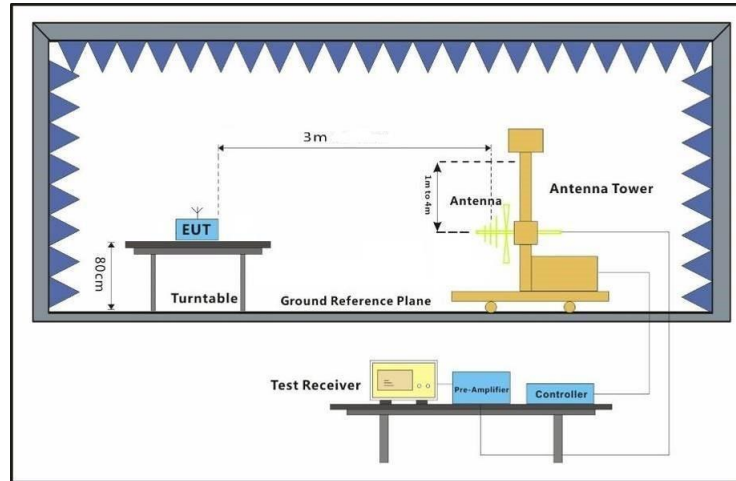 3m
1m to 4m
Antenna
Antenna Tower
EUT
80cm
Turntable
Ground Reference Plane
Test Receiver
Pre-Amplifier
Controller